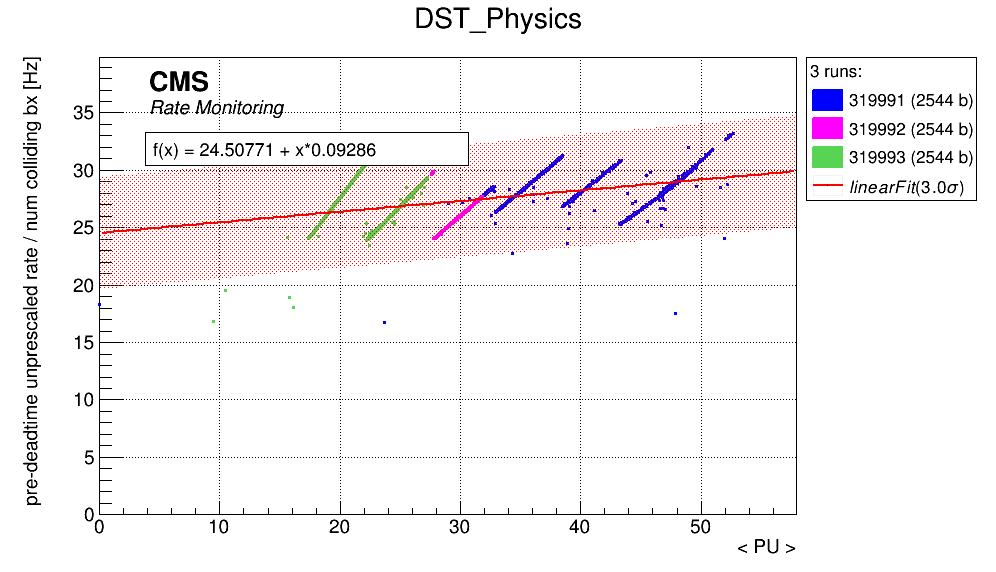 DST_Physics
pre-deadtime unprescaled rate / num colliding bx [Hz]
CMS
Rate Monitoring
f(x) = 24.50771 + x*0.09286
35
30
25
20
15
10
5
0
0 10 20 30 40 50
< PU >
3 runs:
319991 (2544 b)
319992 (2544 b)
319993 (2544 b)
linearFit(3.0σ)